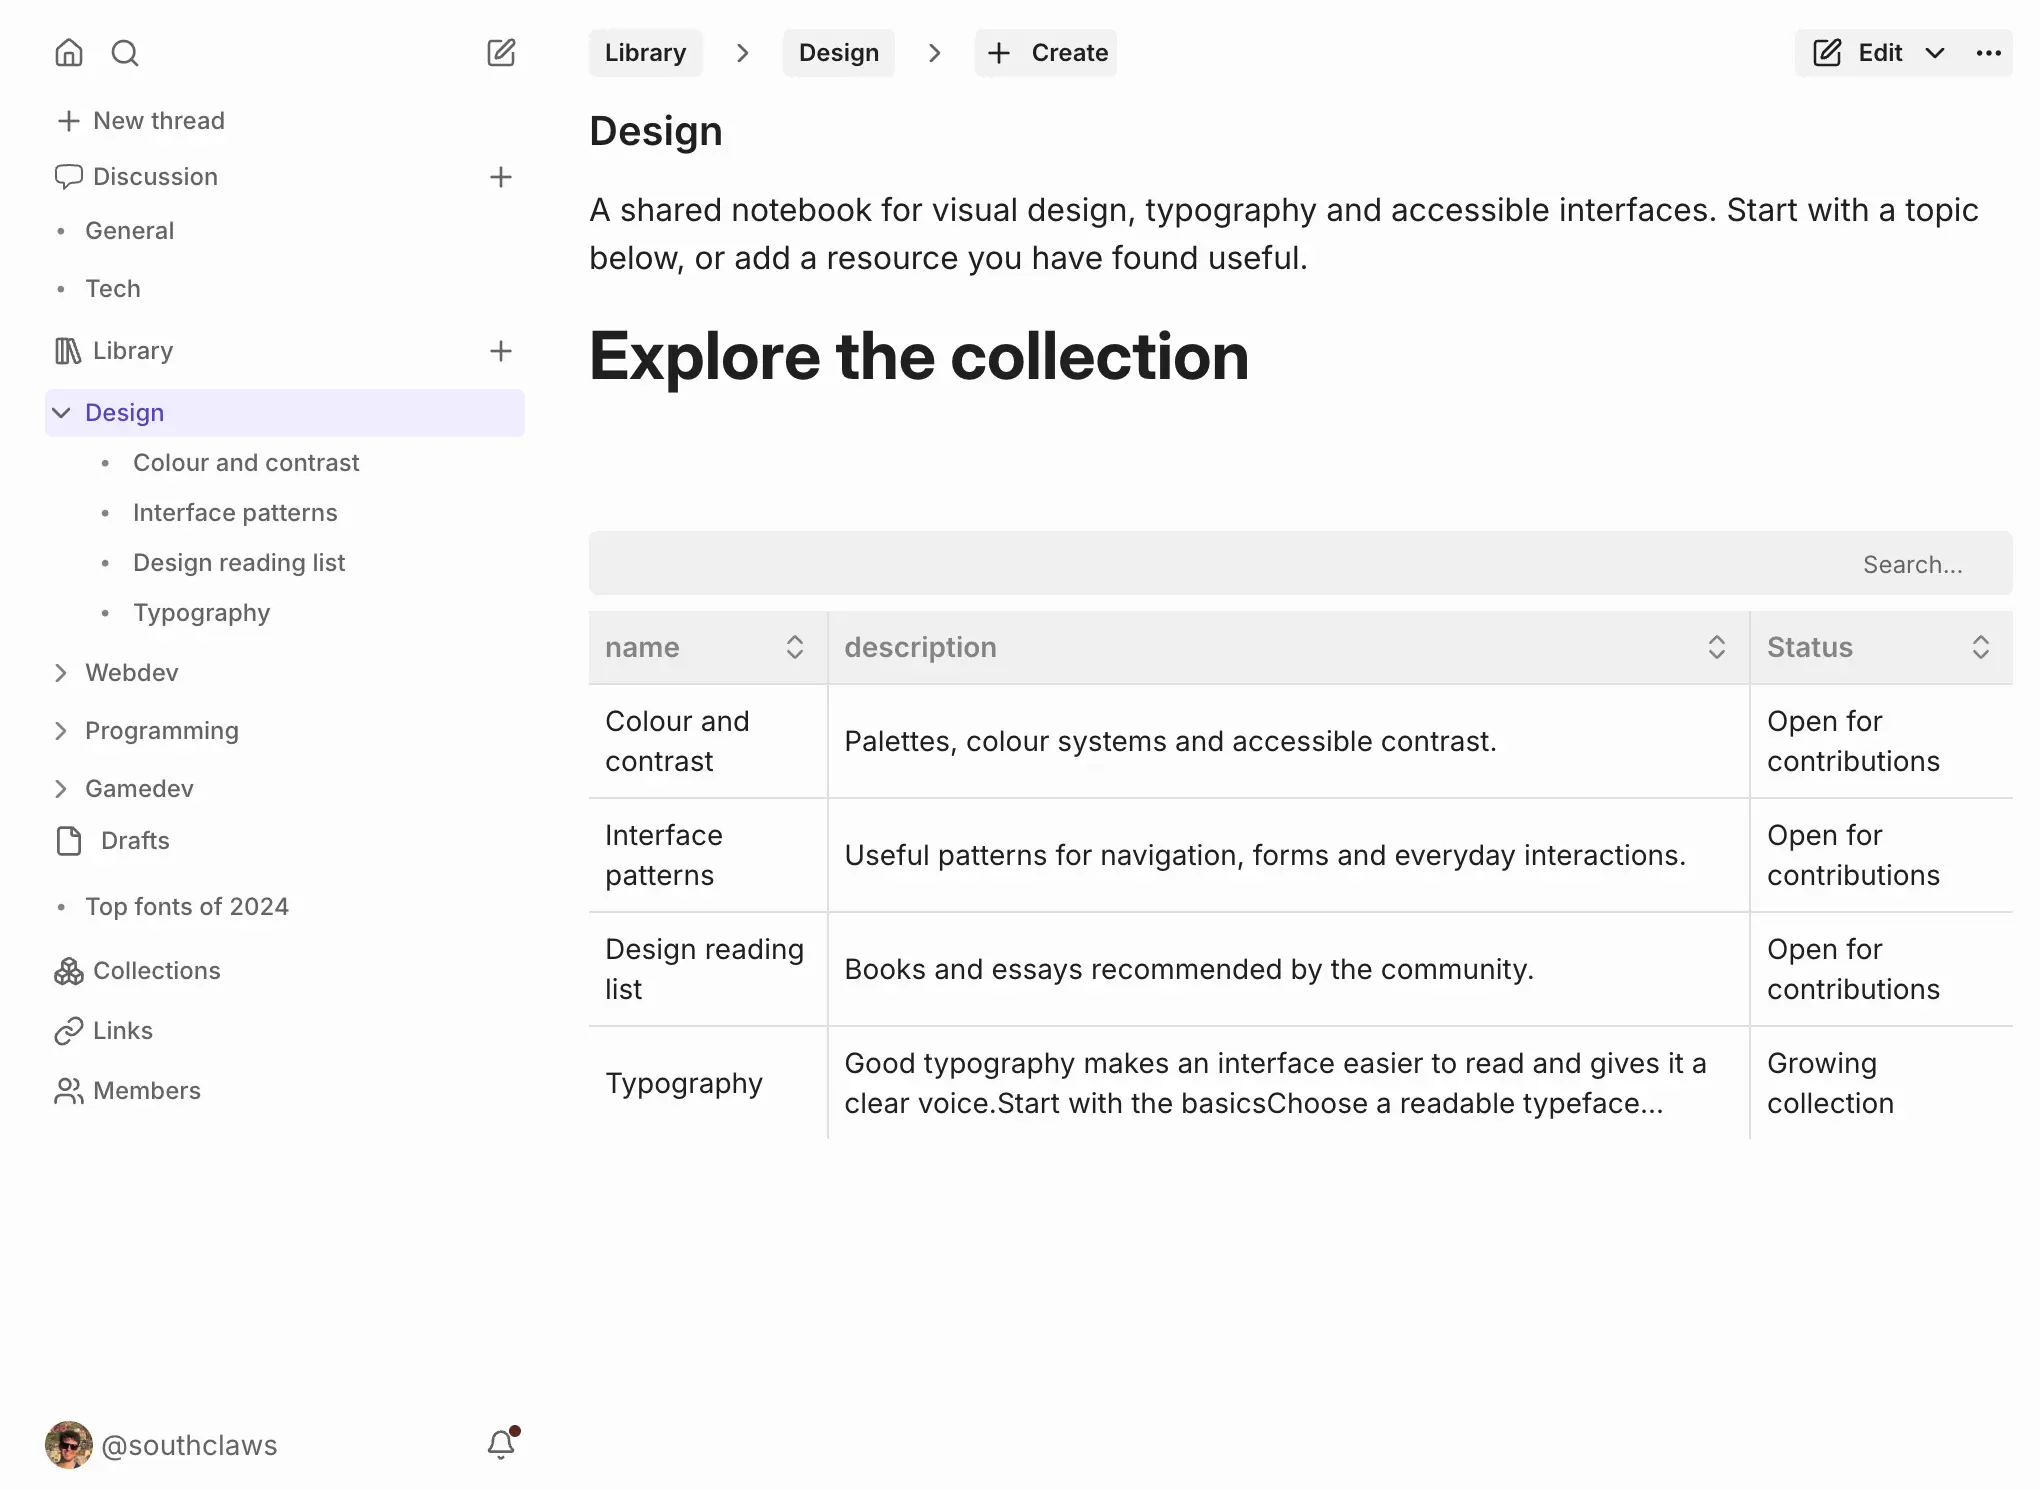 New thread
Discussion
General
Tech
Library
Design
Colour and contrast
Interface patterns
Design reading list
Typography
Webdev
Programming
Gamedev
Drafts
Top fonts of 2024
Collections
Links
Members
@southclaws
Library
Design
Create
Edit
Design
A shared notebook for visual design, typography and accessible interfaces. Start with a topic
below, or add a resource you have found useful.
Explore the collection
Search...
name description Status
Colour and
contrast
Palettes, colour systems and accessible contrast.
Open for
contributions
Interface
patterns
Useful patterns for navigation, forms and everyday interactions.
Open for
contributions
Design reading
list
Books and essays recommended by the community.
Open for
contributions
Typography
Good typography makes an interface easier to read and gives it a
clear voice.Start with the basicsChoose a readable typeface...
Growing
collection